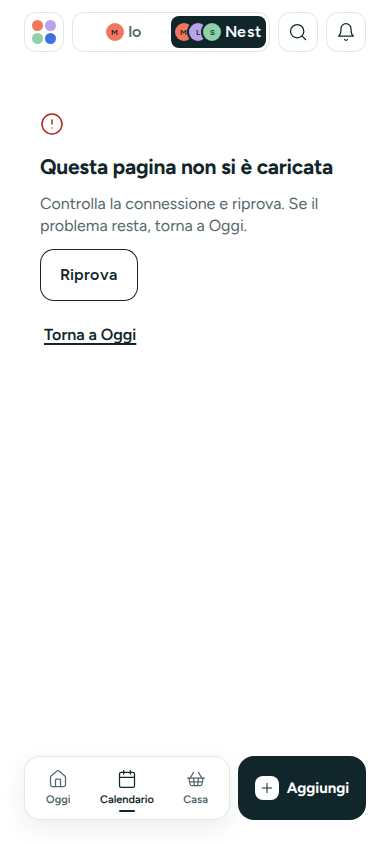 M Io
M L S Nest
Questa pagina non si è caricata
Controlla la connessione e riprova. Se il
problema resta, torna a Oggi.
Riprova
Torna a Oggi
Oggi
Calendario
Casa
Aggiungi